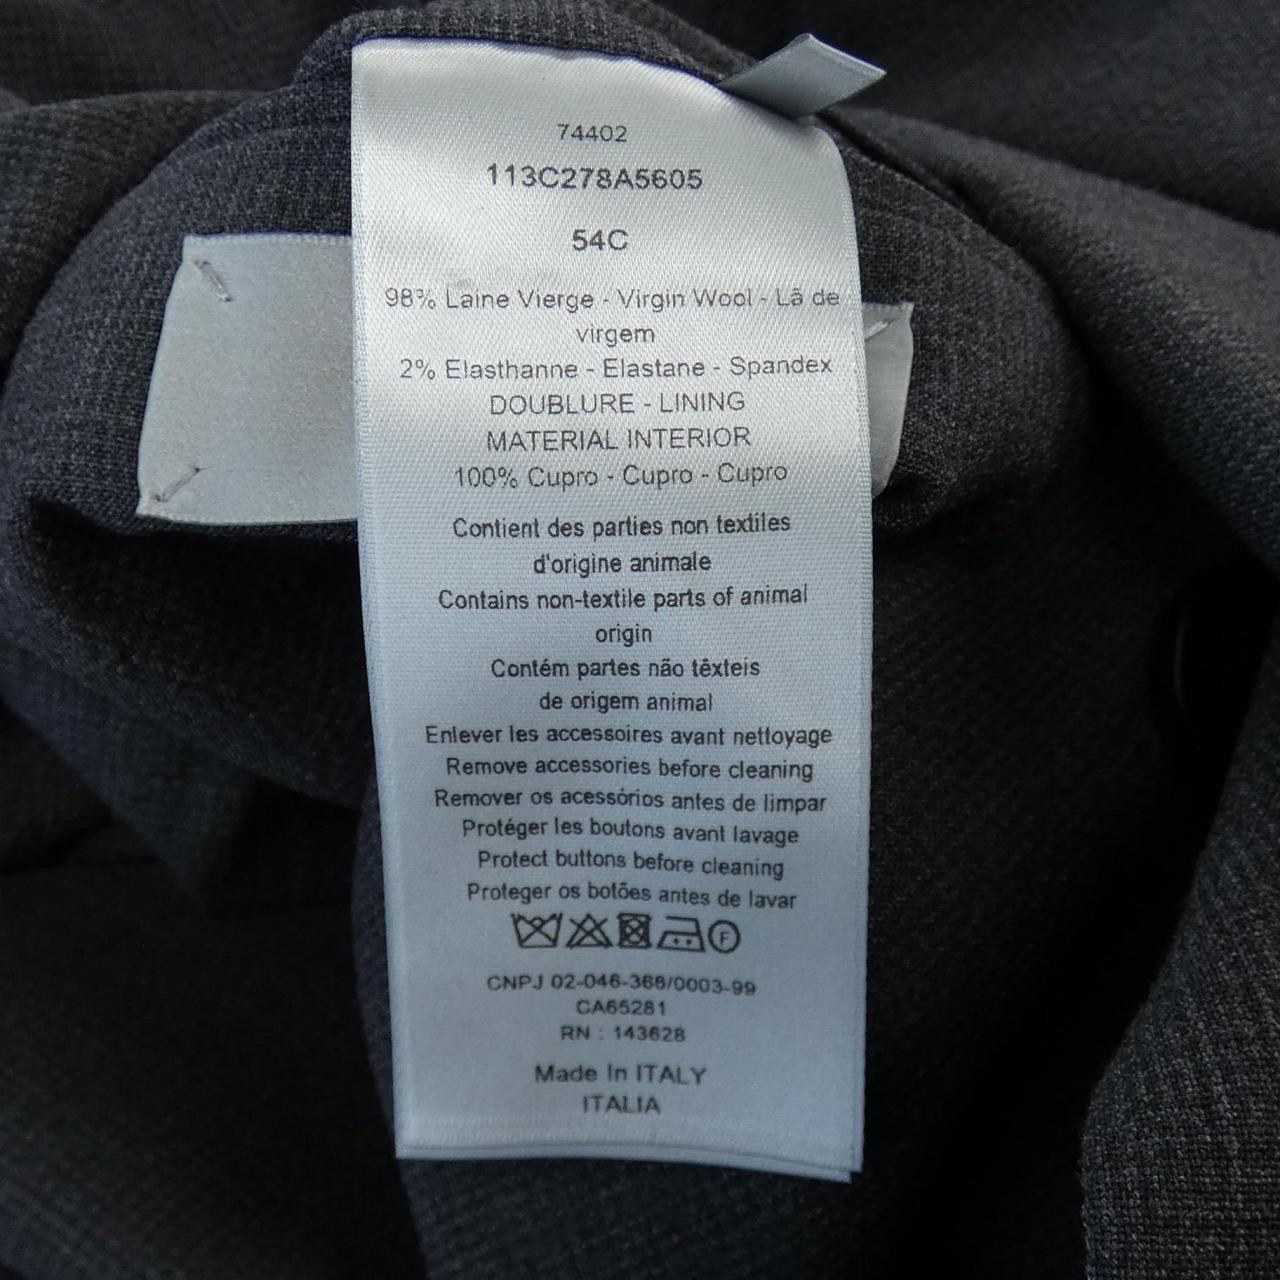 74402
113C278A5605
54C
98% Laine Vierge - Virgin Wool - Lã de
virgem
2% Elasthanne - Elastane - Spandex
DOUBLURE - LINING
MATERIAL INTERIOR
100% Cupro - Cupro - Cupro
Contient des parties non textiles
d'origine animale
Contains non-textile parts of animal
origin
Contém partes não têxteis
de origem animal
Enlever les accessoires avant nettoyage
Remove accessories before cleaning
Remover os acessórios antes de limpar
Protéger les boutons avant lavage
Protect buttons before cleaning
Proteger os botões antes de lavar
F
CNPJ 02-046-366/0003-99
CA65281
RN : 143628
Made In ITALY
ITALIA